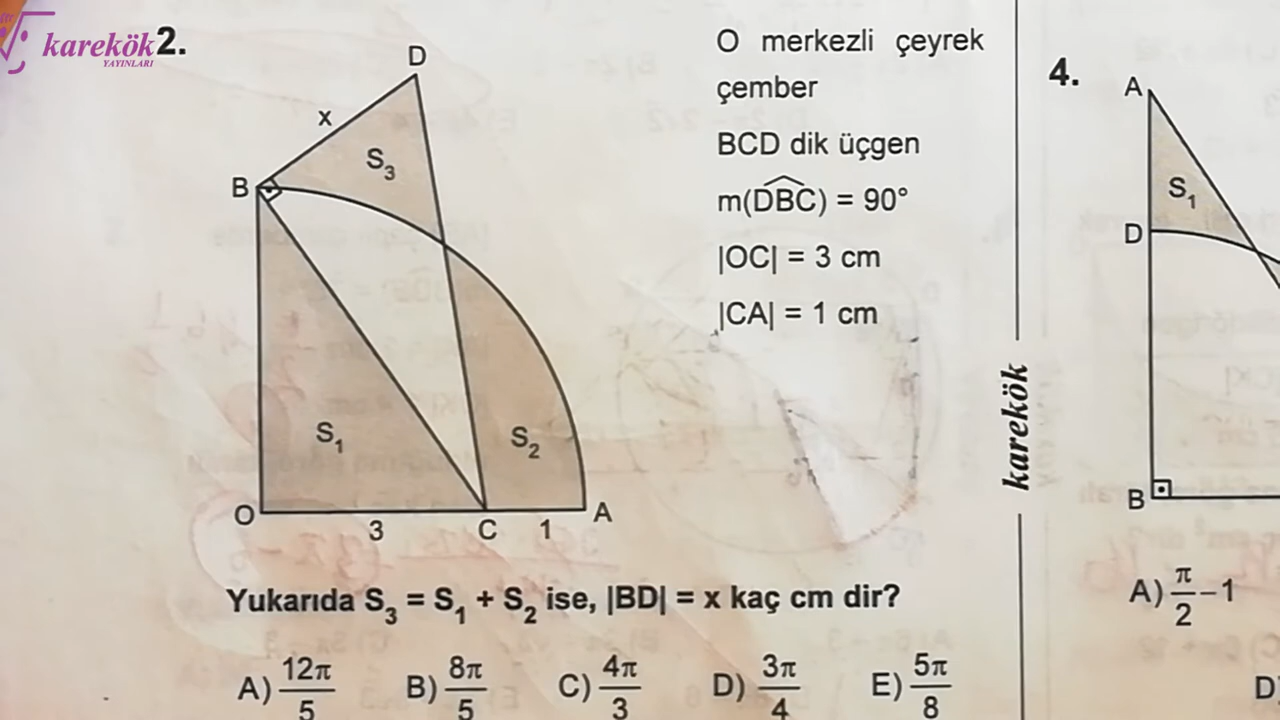 karekök
YAYINLARI
2.
D
x
S₃
B
S₁
S₂
O
3
C
1
A
O merkezli çeyrek
çember
BCD dik üçgen
m(DBC) = 90°
|OC| = 3 cm
|CA| = 1 cm
Yukarıda S₃ = S₁ + S₂ ise, |BD| = x kaç cm dir?
A) 12π/5 B) 8π/5 C) 4π/3 D) 3π/4 E) 5π/8
karekök
4.
A
S₁
D
B
A) π/2 − 1
D